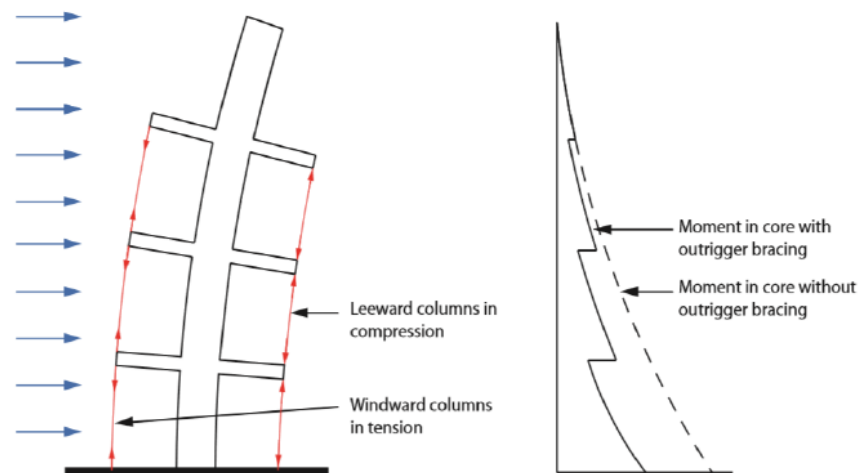 Moment in core with
outrigger bracing
Moment in core without
outrigger bracing
Leeward columns in
compression
Windward columns
in tension